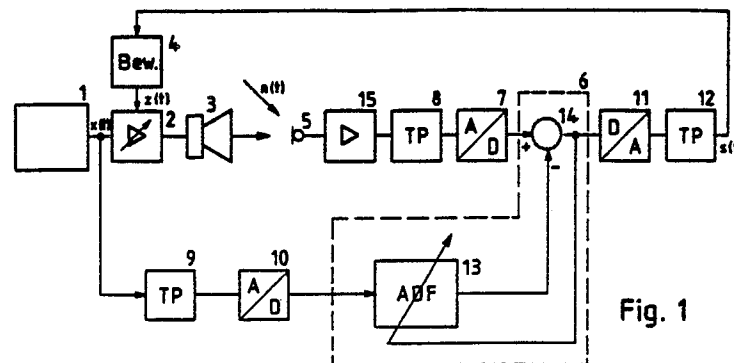 4
Bew.
z(t)
n(t)
1
x(t)
2
3
5
15
8
TP
7
A
D
6
14
+
-
11
D
A
12
TP
9
TP
10
A
D
13
ADF
Fig. 1